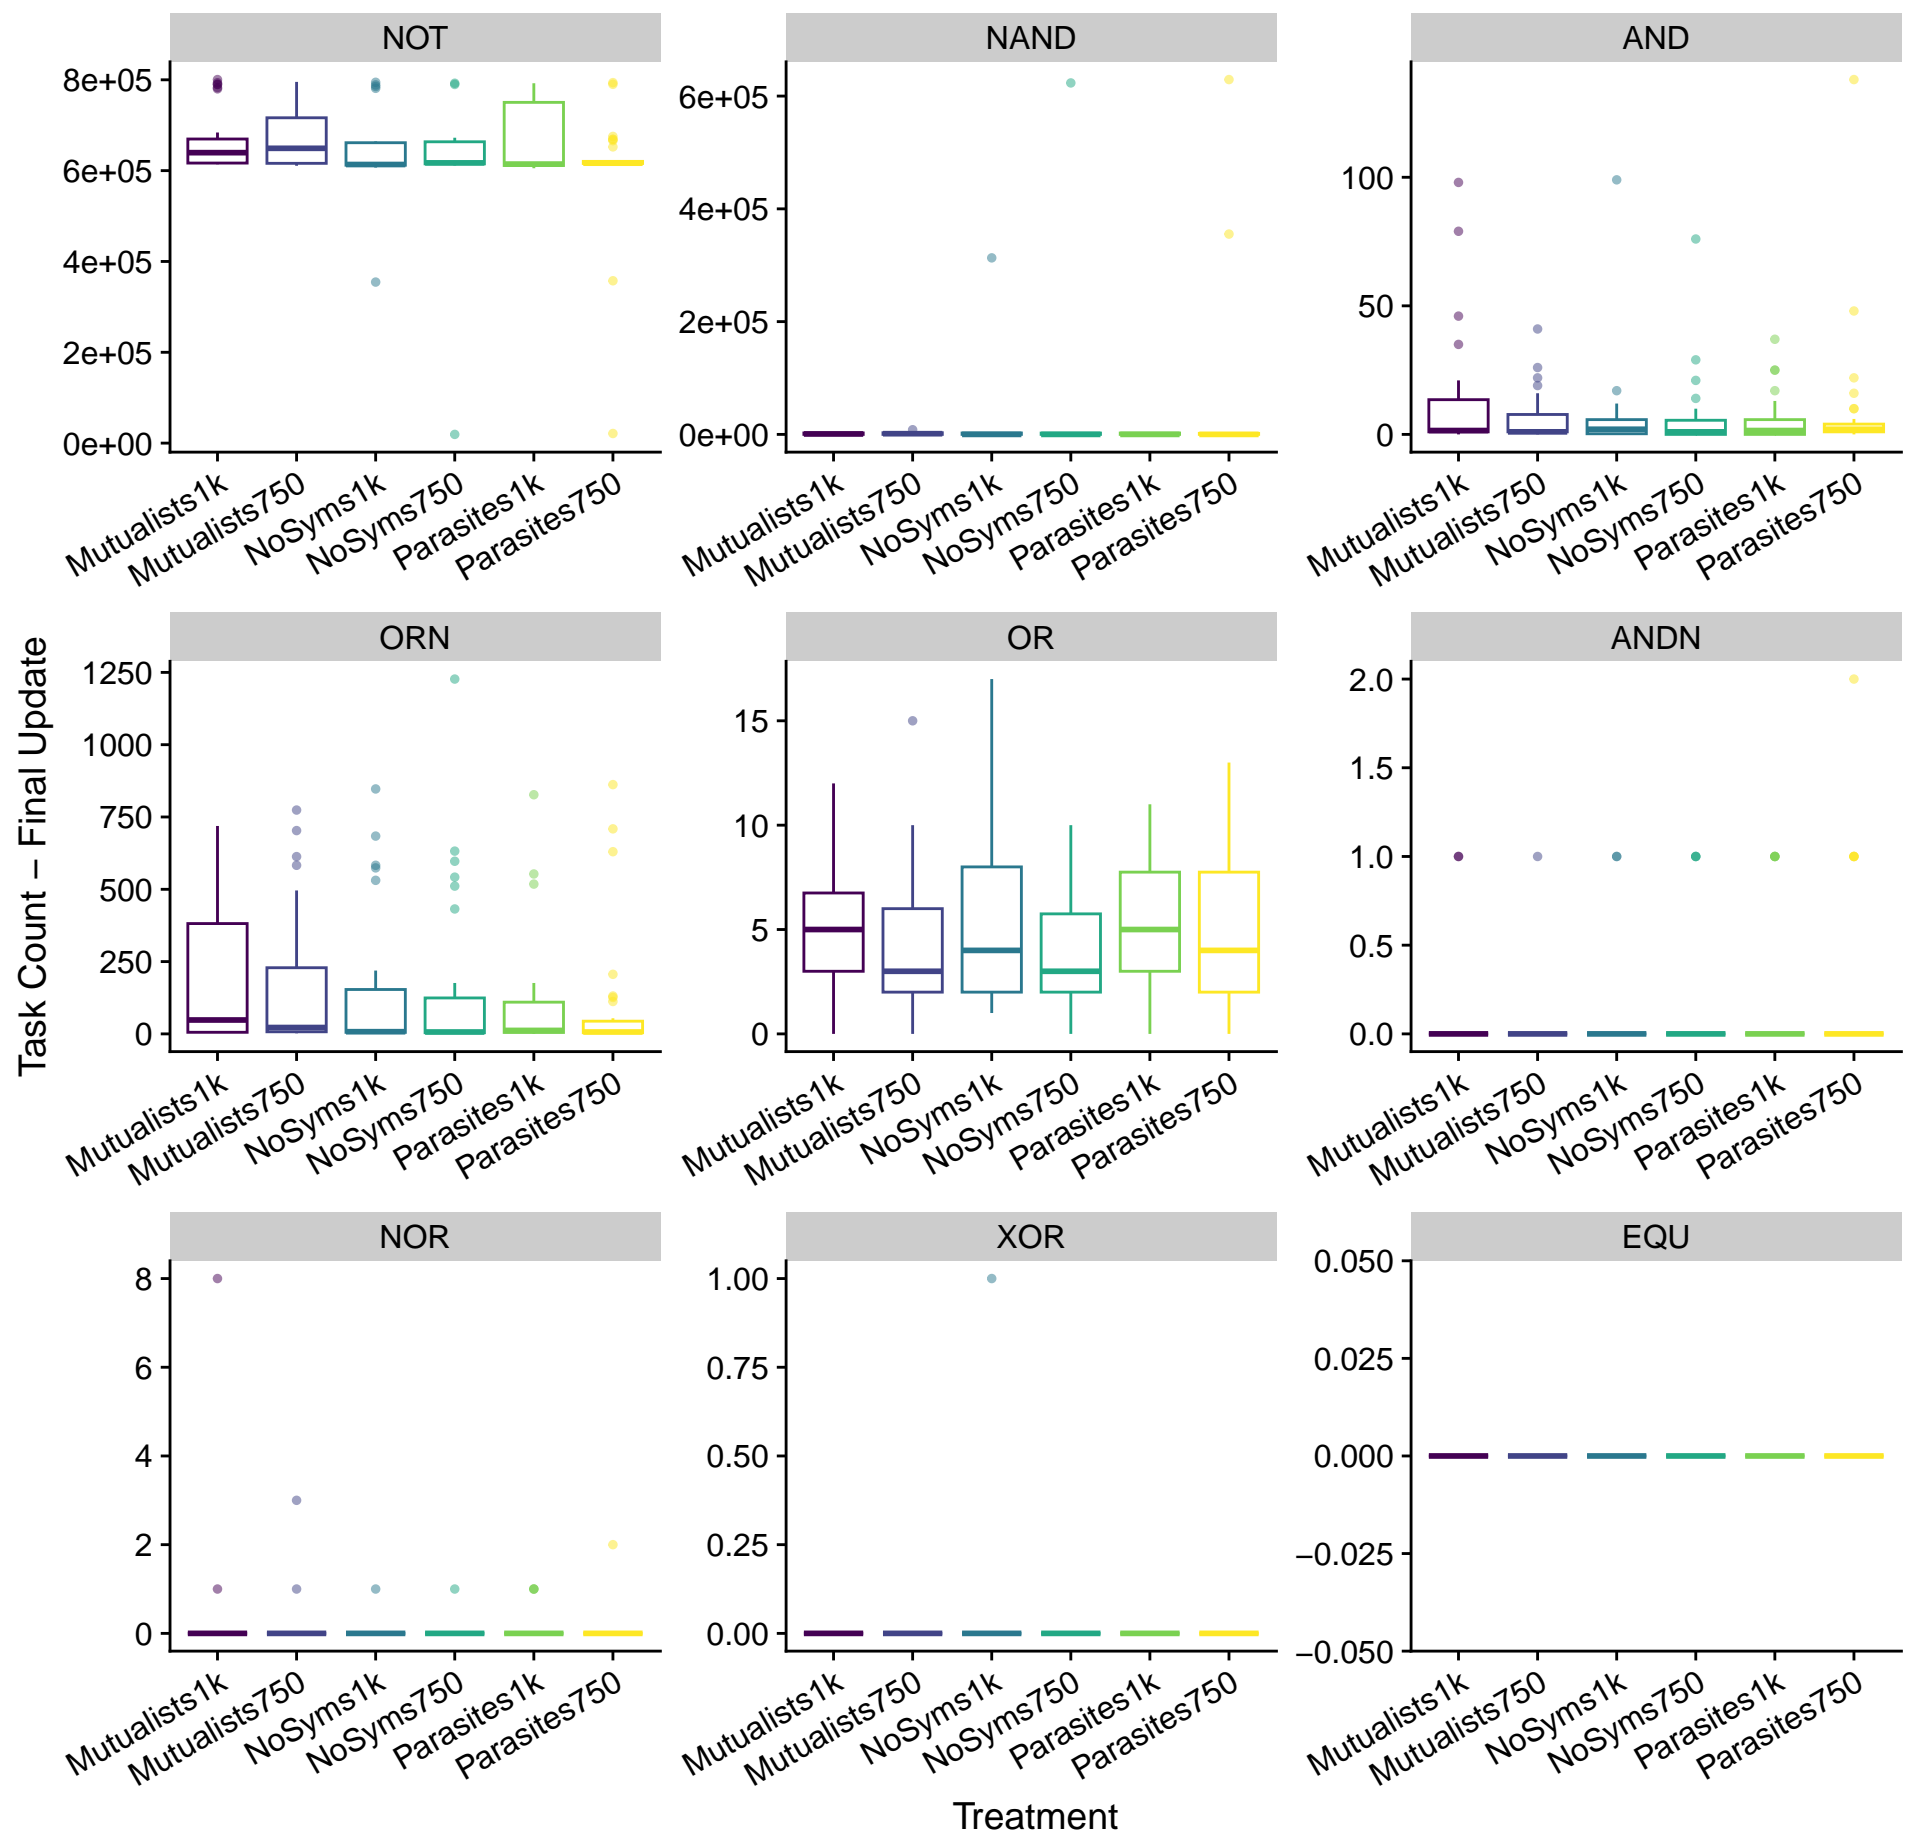 NOT
NAND
AND
8e+05
6e+05
4e+05
2e+05
0e+00
6e+05
4e+05
2e+05
0e+00
100
50
0
Mutualists1k
Mutualists750
NoSyms1k
NoSyms750
Parasites1k
Parasites750
Mutualists1k
Mutualists750
NoSyms1k
NoSyms750
Parasites1k
Parasites750
Mutualists1k
Mutualists750
NoSyms1k
NoSyms750
Parasites1k
Parasites750
Task Count – Final Update
ORN
OR
ANDN
1250
1000
750
500
250
0
15
10
5
0
2.0
1.5
1.0
0.5
0.0
Mutualists1k
Mutualists750
NoSyms1k
NoSyms750
Parasites1k
Parasites750
Mutualists1k
Mutualists750
NoSyms1k
NoSyms750
Parasites1k
Parasites750
Mutualists1k
Mutualists750
NoSyms1k
NoSyms750
Parasites1k
Parasites750
NOR
XOR
EQU
8
6
4
2
0
1.00
0.75
0.50
0.25
0.00
0.050
0.025
0.000
−0.025
−0.050
Mutualists1k
Mutualists750
NoSyms1k
NoSyms750
Parasites1k
Parasites750
Mutualists1k
Mutualists750
NoSyms1k
NoSyms750
Parasites1k
Parasites750
Mutualists1k
Mutualists750
NoSyms1k
NoSyms750
Parasites1k
Parasites750
Treatment